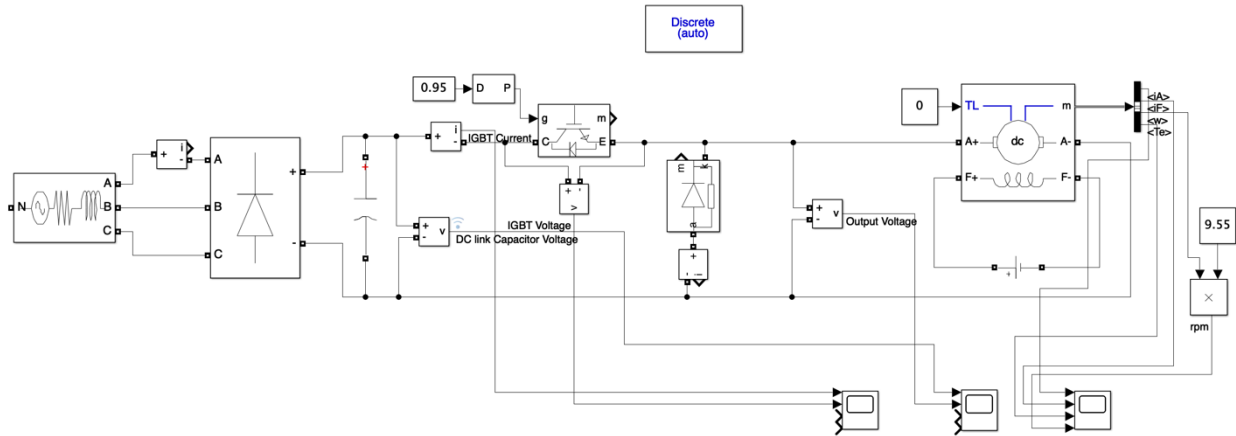 Discrete
(auto)
0.95
D P
g m
C E
IGBT Current
i
+
-
0
TL m
dc
A+ A-
F+ F-
<iA>
<iF>
<w>
<Te>
+ i
-
A
B
C
N
A
B
C
+
-
+
+ -
v
IGBT Voltage
+ v
-
DC link Capacitor Voltage
m k
a
+
- i
+ v
-
Output Voltage
+
9.55
×
rpm